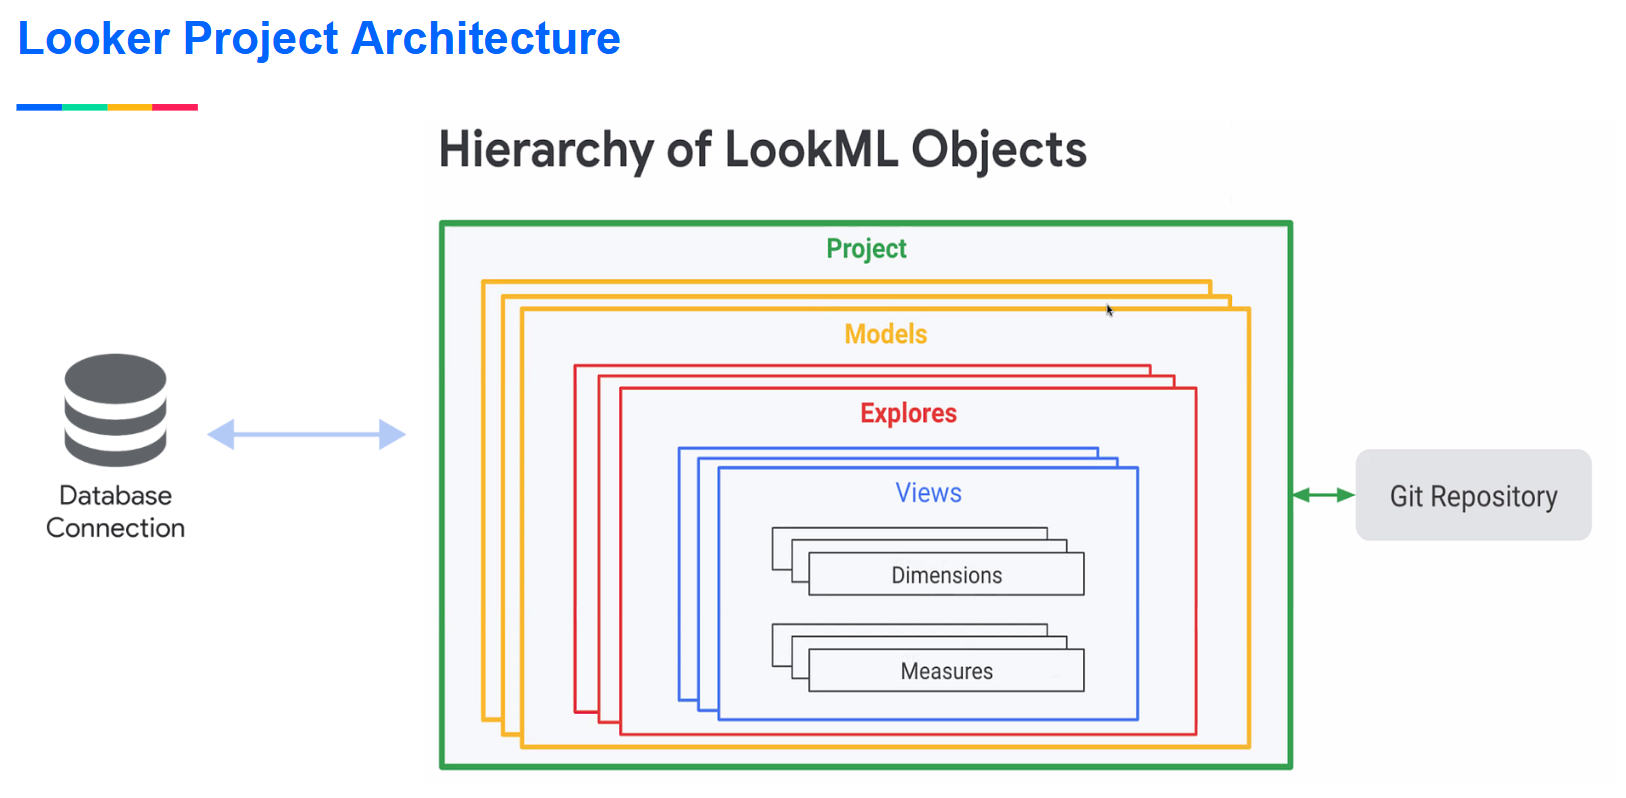 Looker Project Architecture
Hierarchy of LookML Objects
Project
Models
Explores
Views
Dimensions
Measures
Database
Connection
Git Repository